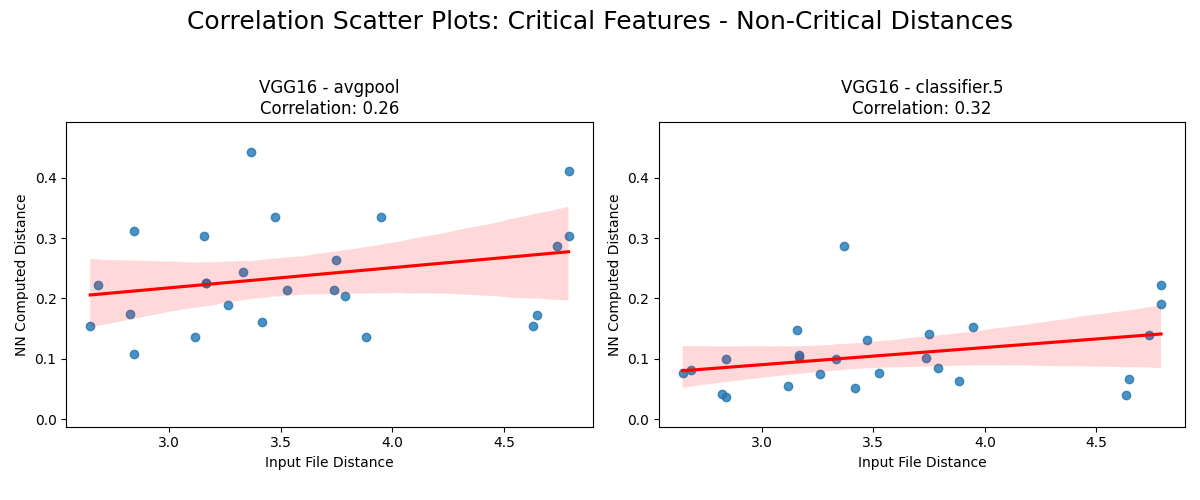 Correlation Scatter Plots: Critical Features - Non-Critical Distances
VGG16 - avgpool
Correlation: 0.26
NN Computed Distance
0.4
0.3
0.2
0.1
0.0
3.0 3.5 4.0 4.5
Input File Distance
VGG16 - classifier.5
Correlation: 0.32
NN Computed Distance
0.4
0.3
0.2
0.1
0.0
3.0 3.5 4.0 4.5
Input File Distance